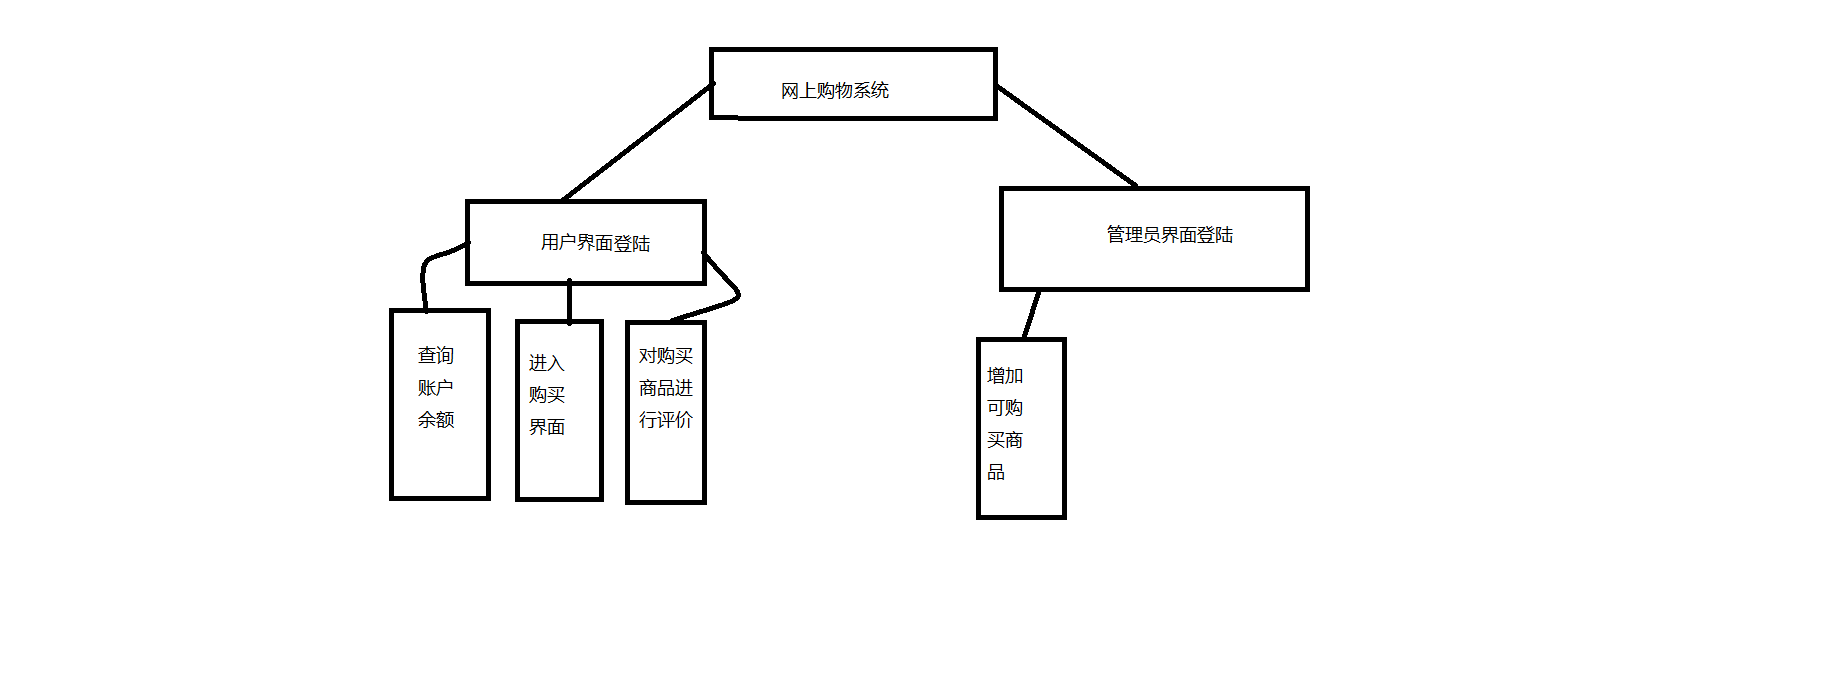 网上购物系统
用户界面登陆
管理员界面登陆
查询
账户
余额
进入
购买
界面
对购买
商品进
行评价
增加
可购
买商
品